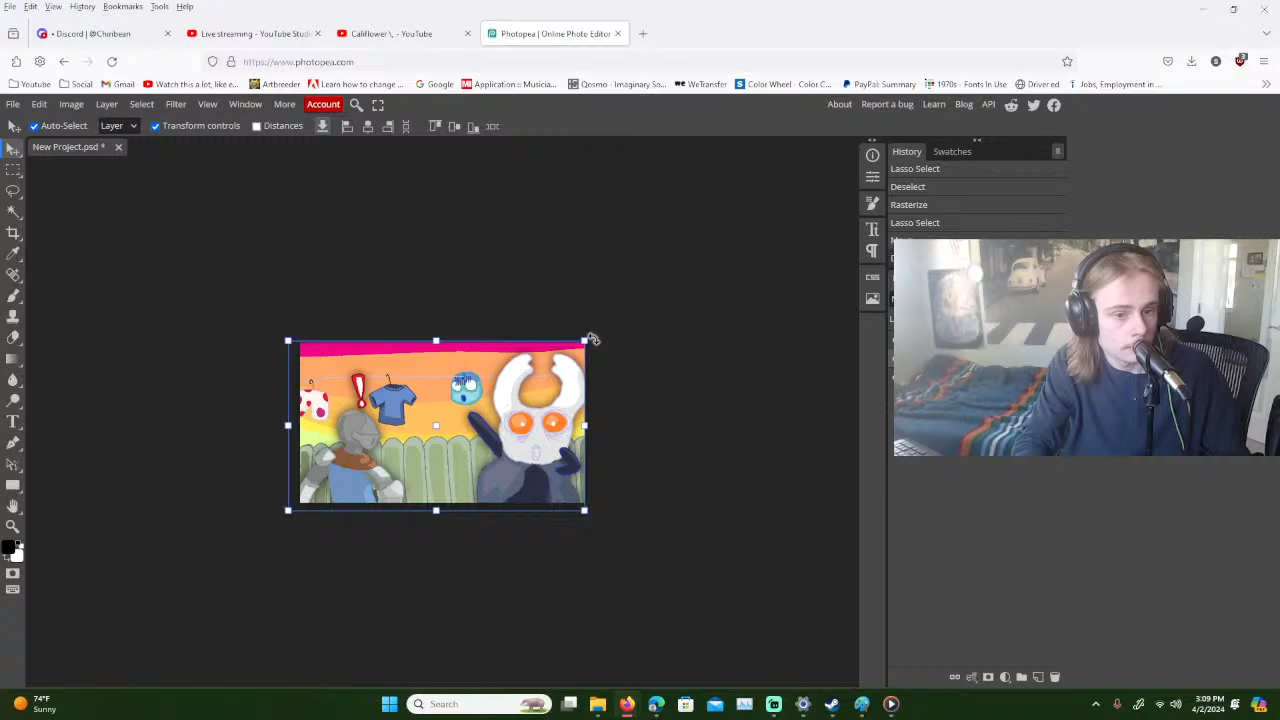 File Edit View History Bookmarks Tools Help
• Discord | @Chribean
Live streaming - YouTube Studi
Califlower \, - YouTube
Photopea | Online Photo Editor
https://www.photopea.com
3
Youtube
Gmail
Watch this a lot, like e...
Artbreeder
Learn how to change ...
Google
Application – Musicia...
Qosmo - Imaginary So...
WeTransfer
Color Wheel - Color C...
PayPal: Summary
1970s - Fonts In Use
Drivered
Jobs, Employment in ...
File Edit Image Layer Select Filter View Window More Account
About Report a bug Learn Blog API
Auto-Select Layer Transform controls Distances
New Project.psd *
History Swatches
Lasso Select
Deselect
Rasterize
Lasso Select
CSS
74°F
Sunny
Search
3:09 PM
4/2/2024